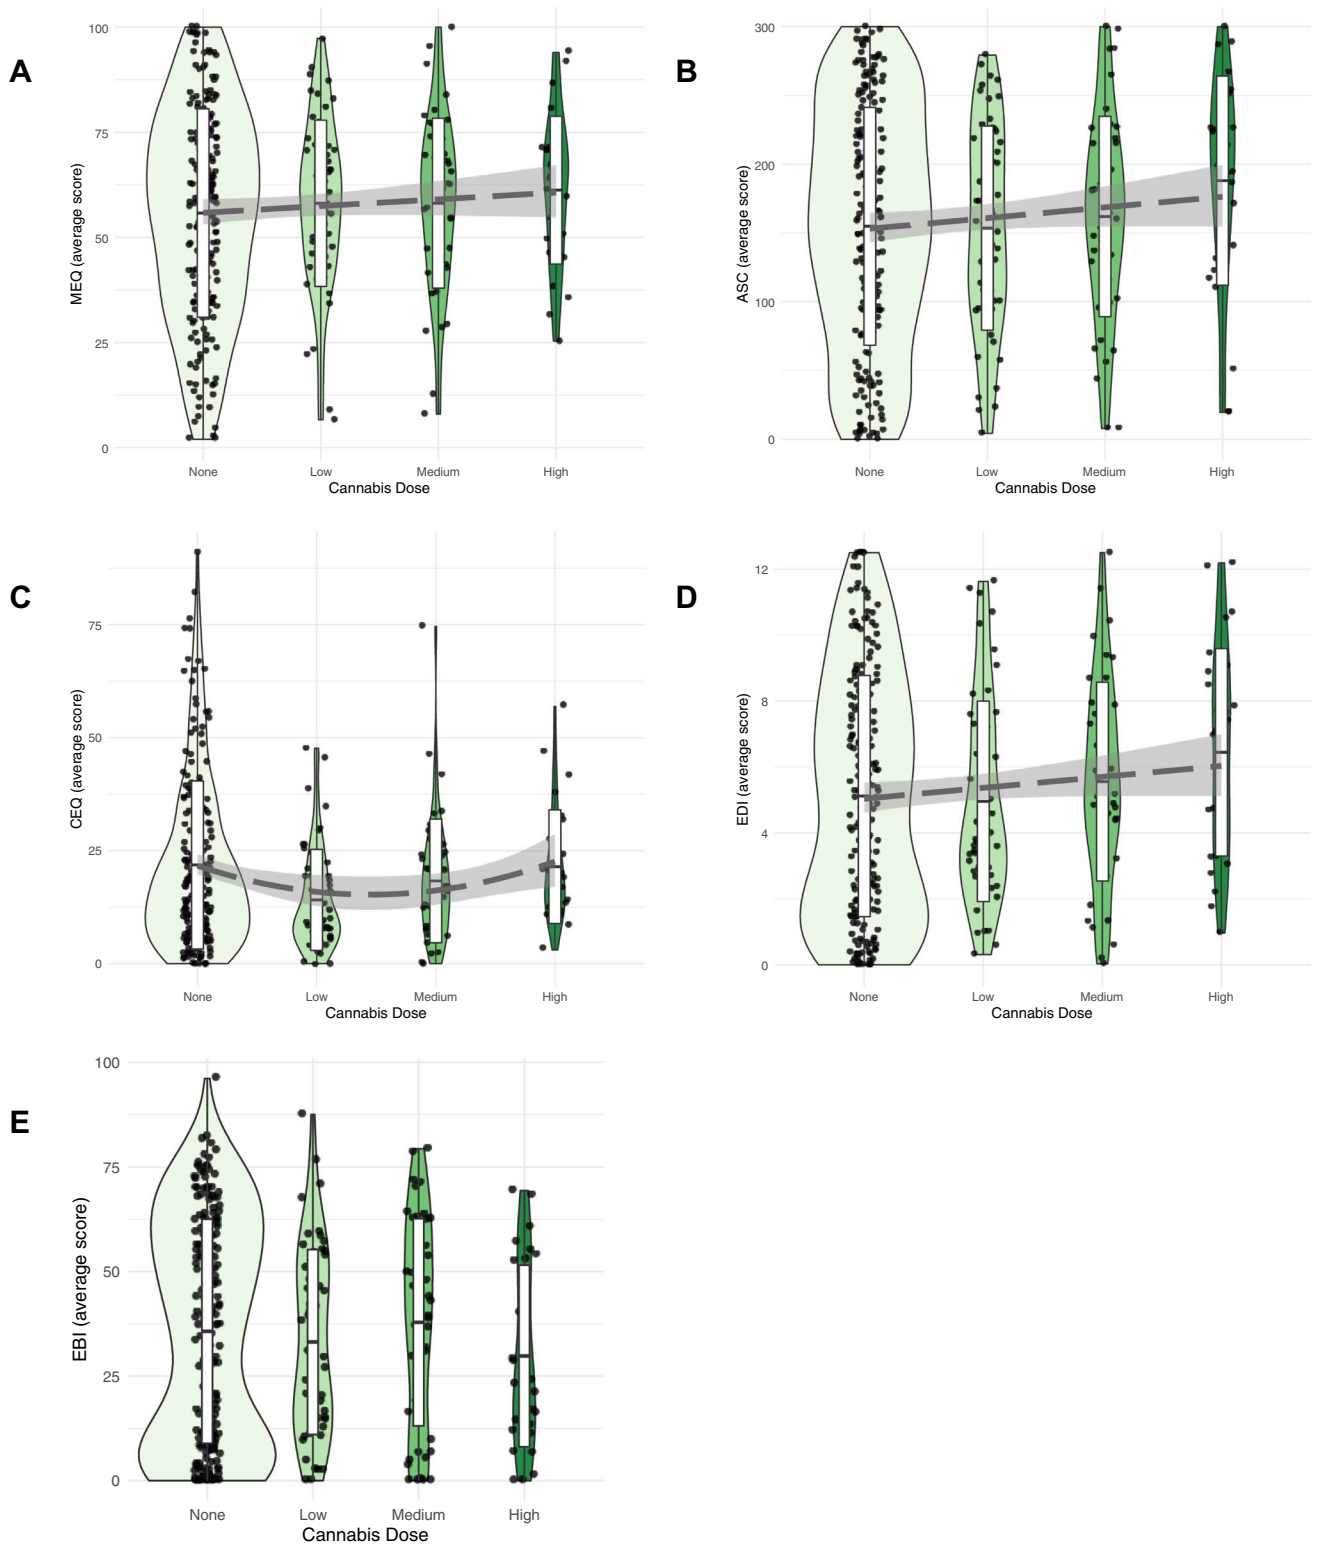 A
MEQ (average score)
100
75
50
25
0
None Low Medium High
Cannabis Dose
B
ASC (average score)
300
200
100
0
None Low Medium High
Cannabis Dose
C
CEQ (average score)
75
50
25
0
None Low Medium High
Cannabis Dose
D
EDI (average score)
12
8
4
0
None Low Medium High
Cannabis Dose
E
EBI (average score)
100
75
50
25
0
None Low Medium High
Cannabis Dose